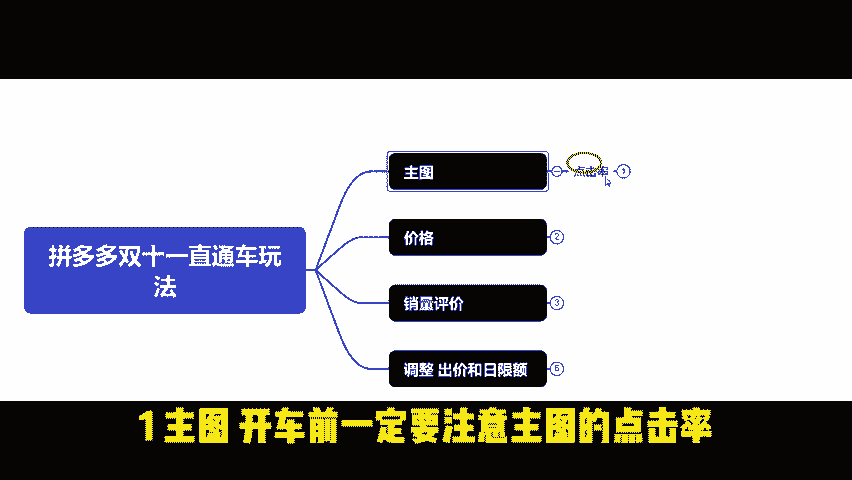 主图
点击率
1
价格
2
拼多多双十一直通车玩
法
销量评价
3
调整 出价和日限额
1主图 开车前一定要注意主图的点击率